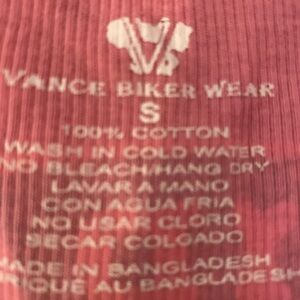 VANCE BIKER WEAR
S
100% COTTON
WASH IN COLD WATER
NO BLEACH/HANG DRY
LAVAR A MANO
CON AGUA FRIA
NO USAR CLORO
SECAR COLGADO
MADE IN BANGLADESH
RIQUÉ AU BANGLADESH